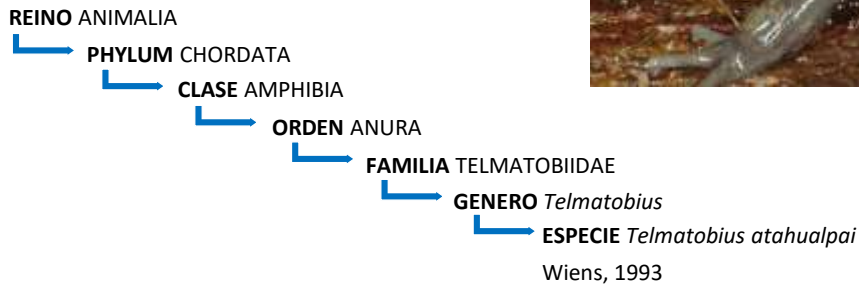 REINO ANIMALIA
PHYLUM CHORDATA
CLASE AMPHIBIA
ORDEN ANURA
FAMILIA TELMATOBIIDAE
GENERO Telmatobius
ESPECIE Telmatobius atahualpai
Wiens, 1993